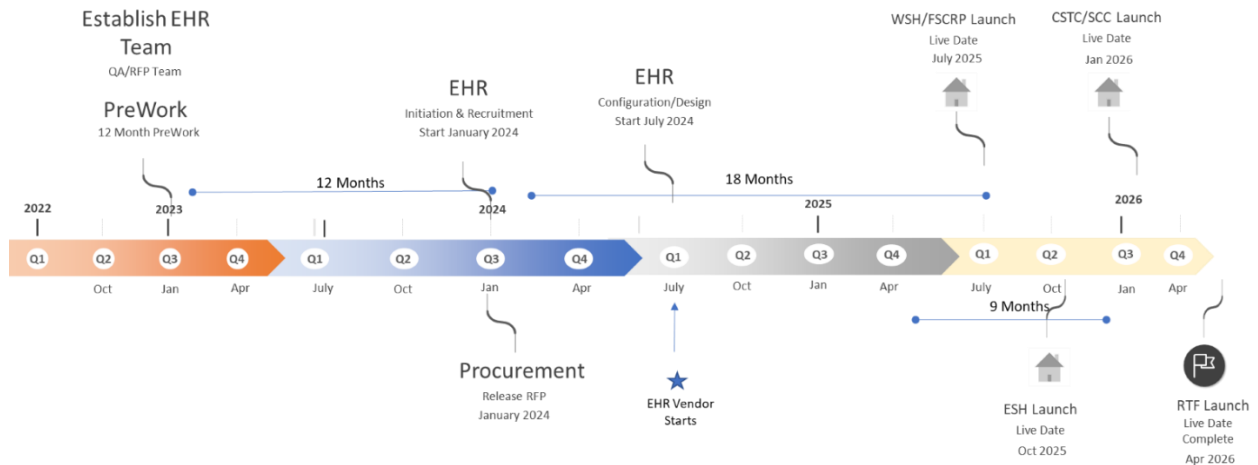 Establish EHR
Team
QA/RFP Team
PreWork
12 Month PreWork
EHR
Initiation & Recruitment
Start January 2024
EHR
Configuration/Design
Start July 2024
WSH/FSCRP Launch
Live Date
July 2025
CSTC/SCC Launch
Live Date
Jan 2026
12 Months
18 Months
2022
2023
2024
2025
2026
Q1
Q2
Q3
Q4
Q1
Q2
Q3
Q4
Q1
Q2
Q3
Q4
Q1
Q2
Q3
Q4
Oct
Jan
Apr
July
Oct
Jan
Apr
July
Oct
Jan
Apr
July
Oct
Jan
Apr
9 Months
Procurement
Release RFP
January 2024
EHR Vendor
Starts
ESH Launch
Live Date
Oct 2025
RTF Launch
Live Date
Complete
Apr 2026